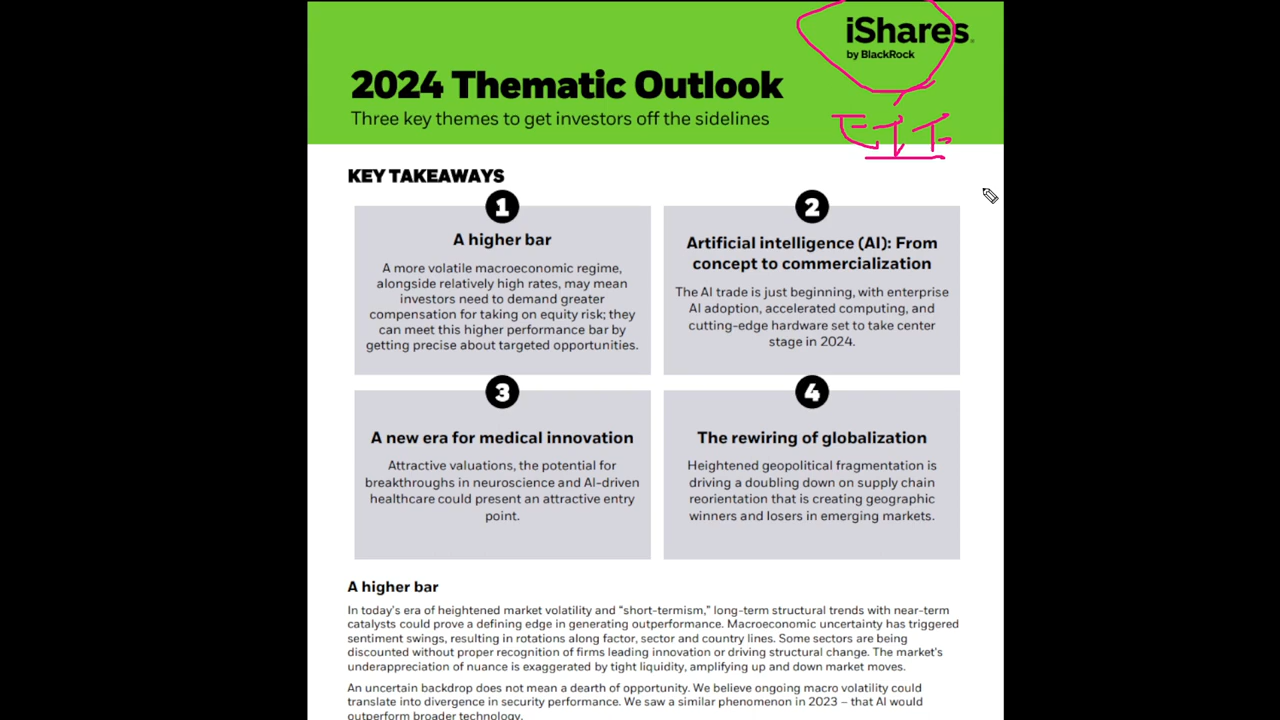 iShares
by BlackRock
2024 Thematic Outlook
Three key themes to get investors off the sidelines
KEY TAKEAWAYS
1
A higher bar
A more volatile macroeconomic regime,
alongside relatively high rates, may mean
investors need to demand greater
compensation for taking on equity risk; they
can meet this higher performance bar by
getting precise about targeted opportunities.
2
Artificial intelligence (AI): From
concept to commercialization
The AI trade is just beginning, with enterprise
AI adoption, accelerated computing, and
cutting-edge hardware set to take center
stage in 2024.
3
A new era for medical innovation
Attractive valuations, the potential for
breakthroughs in neuroscience and AI-driven
healthcare could present an attractive entry
point.
4
The rewiring of globalization
Heightened geopolitical fragmentation is
driving a doubling down on supply chain
reorientation that is creating geographic
winners and losers in emerging markets.
A higher bar
In today's era of heightened market volatility and “short-termism,” long-term structural trends with near-term
catalysts could prove a defining edge in generating outperformance. Macroeconomic uncertainty has triggered
sentiment swings, resulting in rotations along factor, sector and country lines. Some sectors are being
discounted without proper recognition of firms leading innovation or driving structural change. The market's
underappreciation of nuance is exaggerated by tight liquidity, amplifying up and down market moves.
An uncertain backdrop does not mean a dearth of opportunity. We believe ongoing macro volatility could
translate into divergence in security performance. We saw a similar phenomenon in 2023 – that AI would
outperform broader technology.